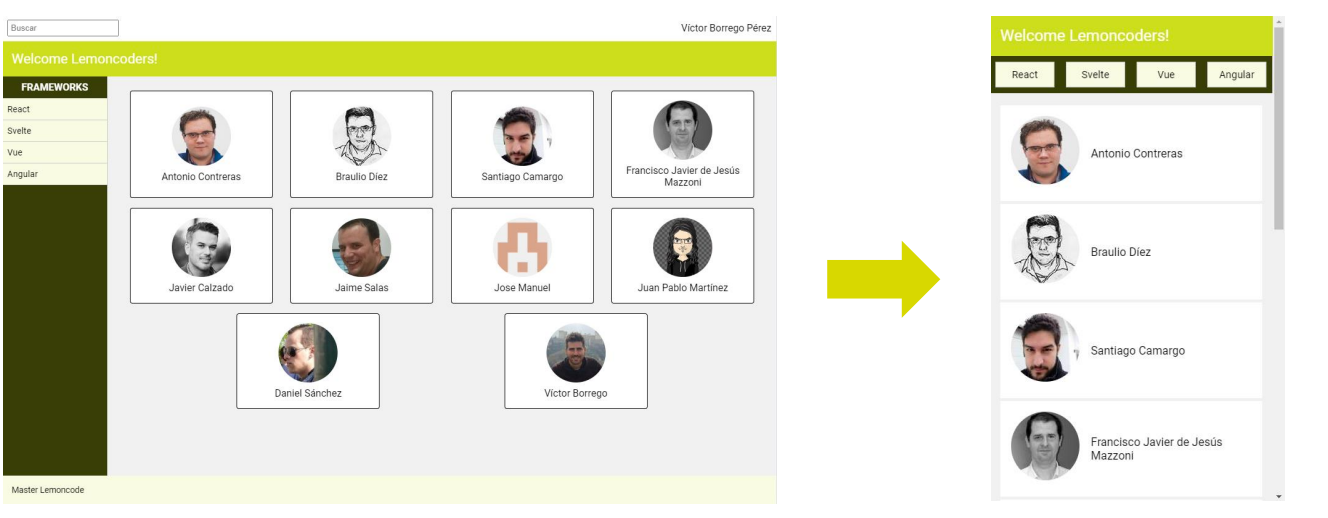 Buscar
Víctor Borrego Pérez
Welcome Lemoncoders!
FRAMEWORKS
React
Svelte
Vue
Angular
Antonio Contreras
Braulio Díez
Santiago Camargo
Francisco Javier de Jesús
Mazzoni
Javier Calzado
Jaime Salas
Jose Manuel
Juan Pablo Martínez
Daniel Sánchez
Víctor Borrego
Master Lemoncode
Welcome Lemoncoders!
React
Svelte
Vue
Angular
Antonio Contreras
Braulio Díez
Santiago Camargo
Francisco Javier de Jesús
Mazzoni